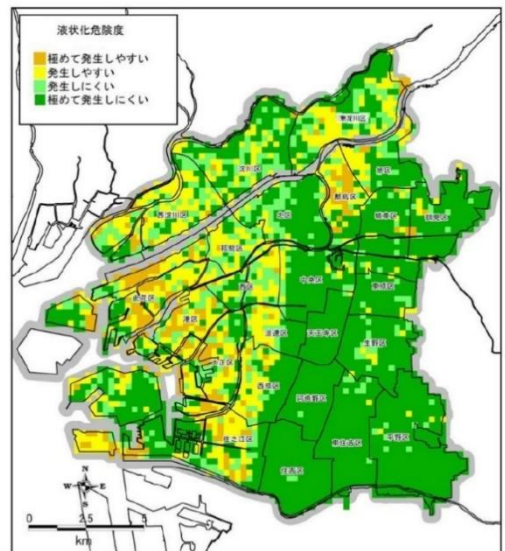 液状化危険度
極めて発生しやすい
発生しやすい
発生しにくい
極めて発生しにくい
東淀川区
淀川区
旭区
都島区
西淀川区
北区
城東区
鶴見区
福島区
此花区
西区
中央区
東成区
港区
浪速区
天王寺区
生野区
大正区
西成区
阿倍野区
住之江区
東住吉区
平野区
住吉区
N
W
E
S
0 2.5 5
km